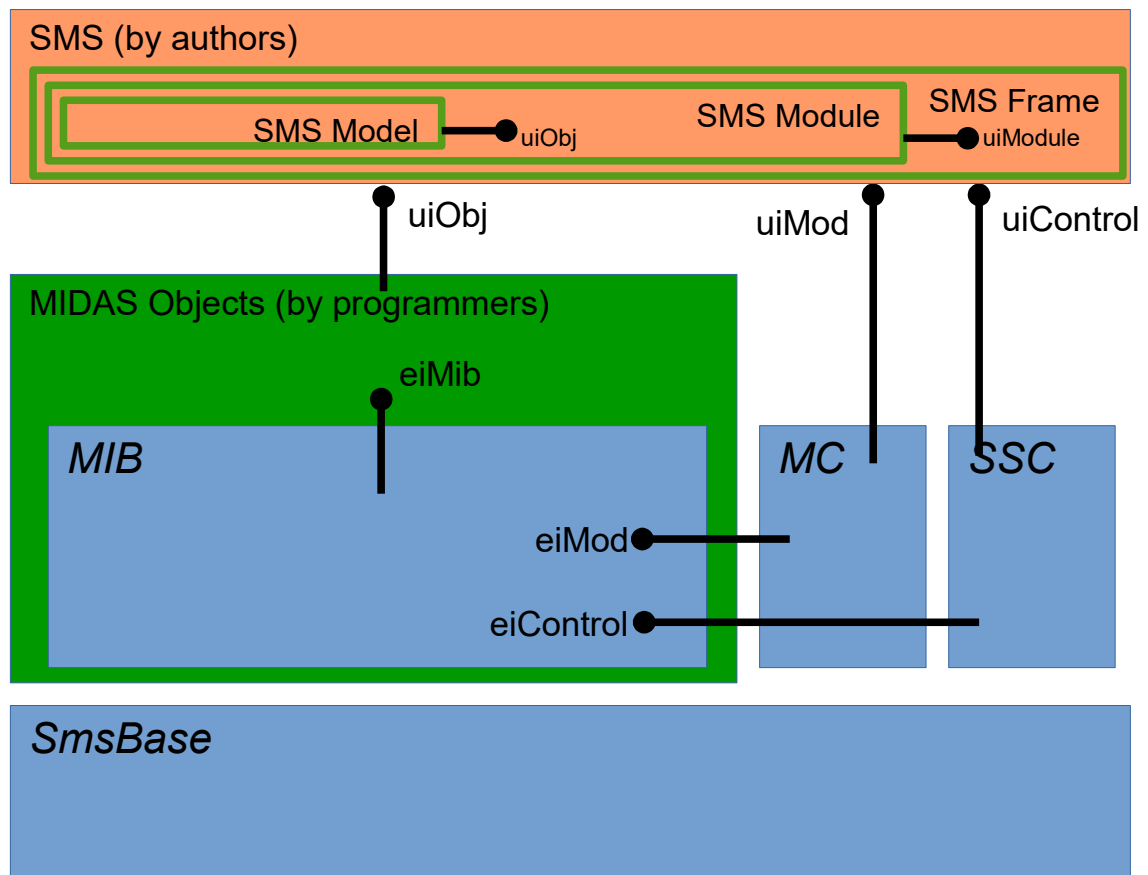 SMS (by authors)
SMS Frame
SMS Module
SMS Model
uiObj
uiModule
uiObj
uiMod
uiControl
MIDAS Objects (by programmers)
eiMib
MIB
MC
SSC
eiMod
eiControl
SmsBase